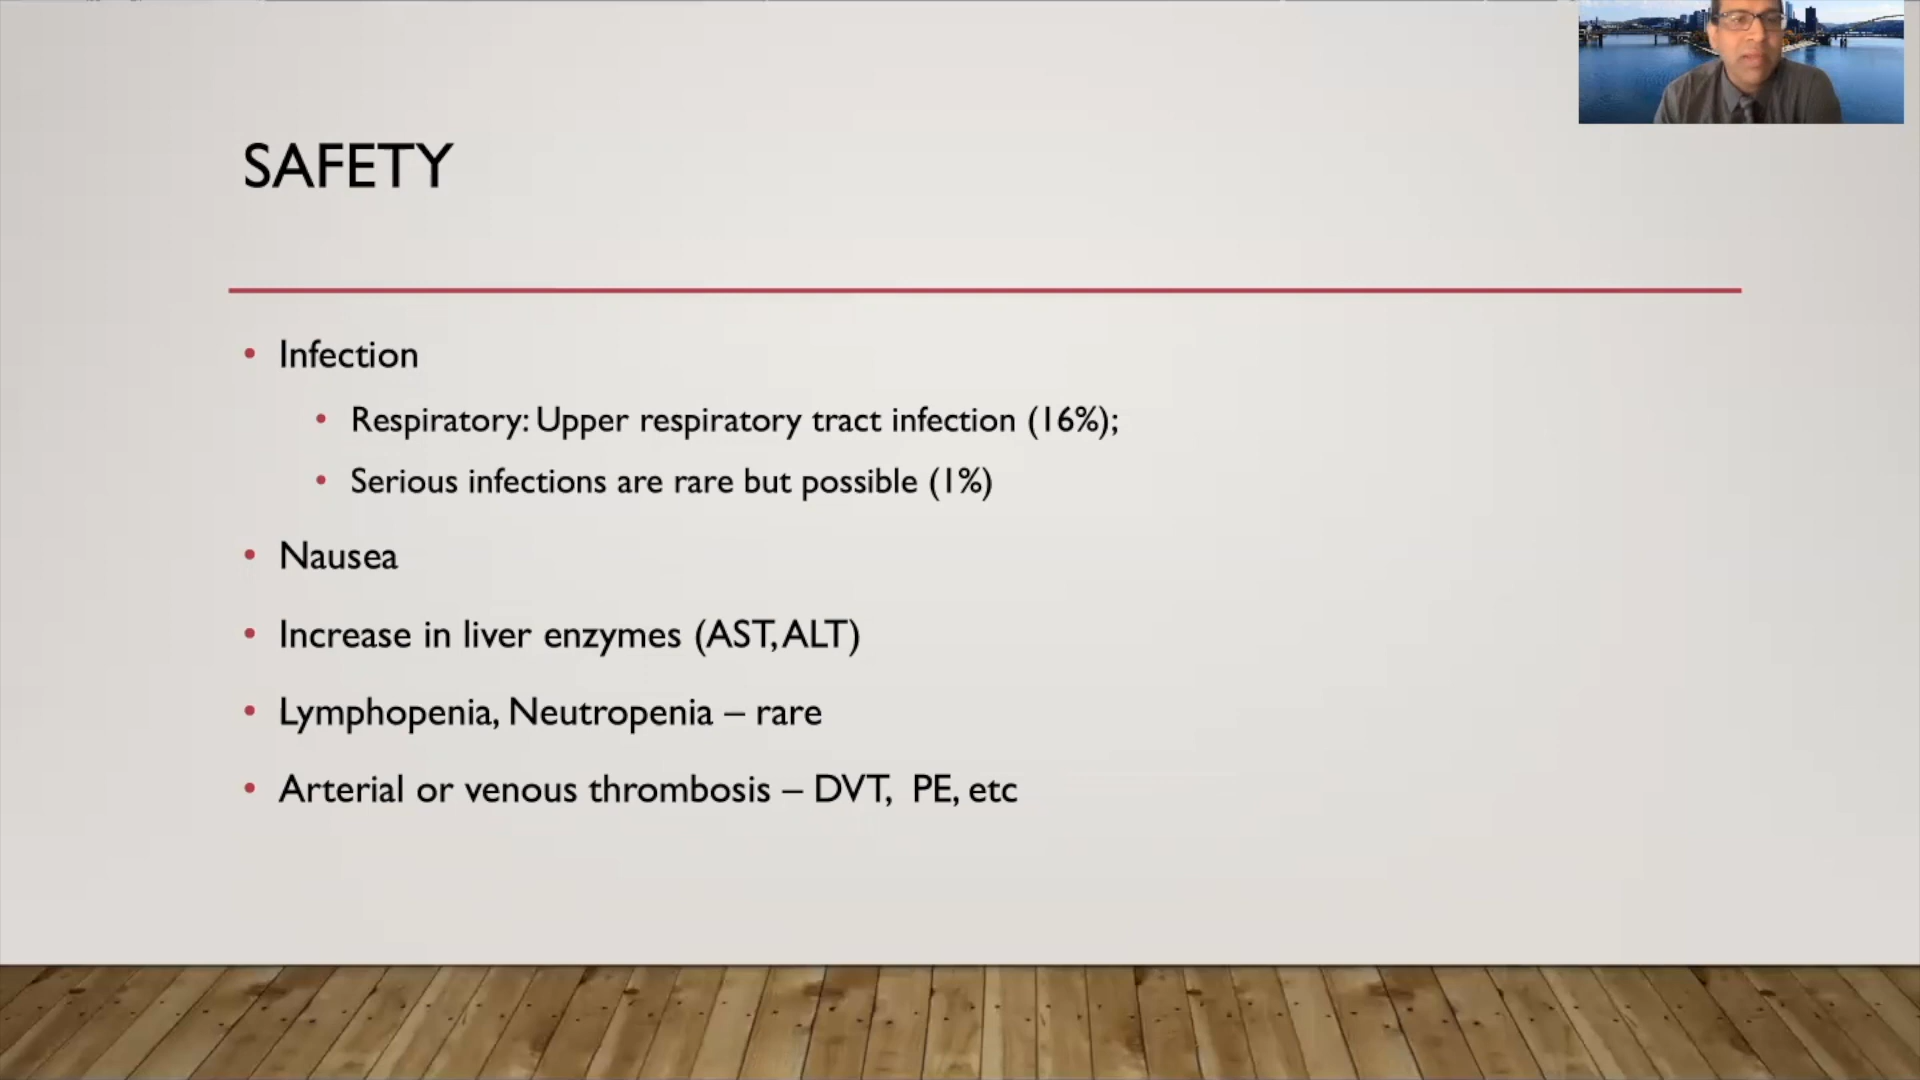 SAFETY
• Infection
• Respiratory: Upper respiratory tract infection (16%);
• Serious infections are rare but possible (1%)
• Nausea
• Increase in liver enzymes (AST, ALT)
• Lymphopenia, Neutropenia – rare
• Arterial or venous thrombosis – DVT, PE, etc